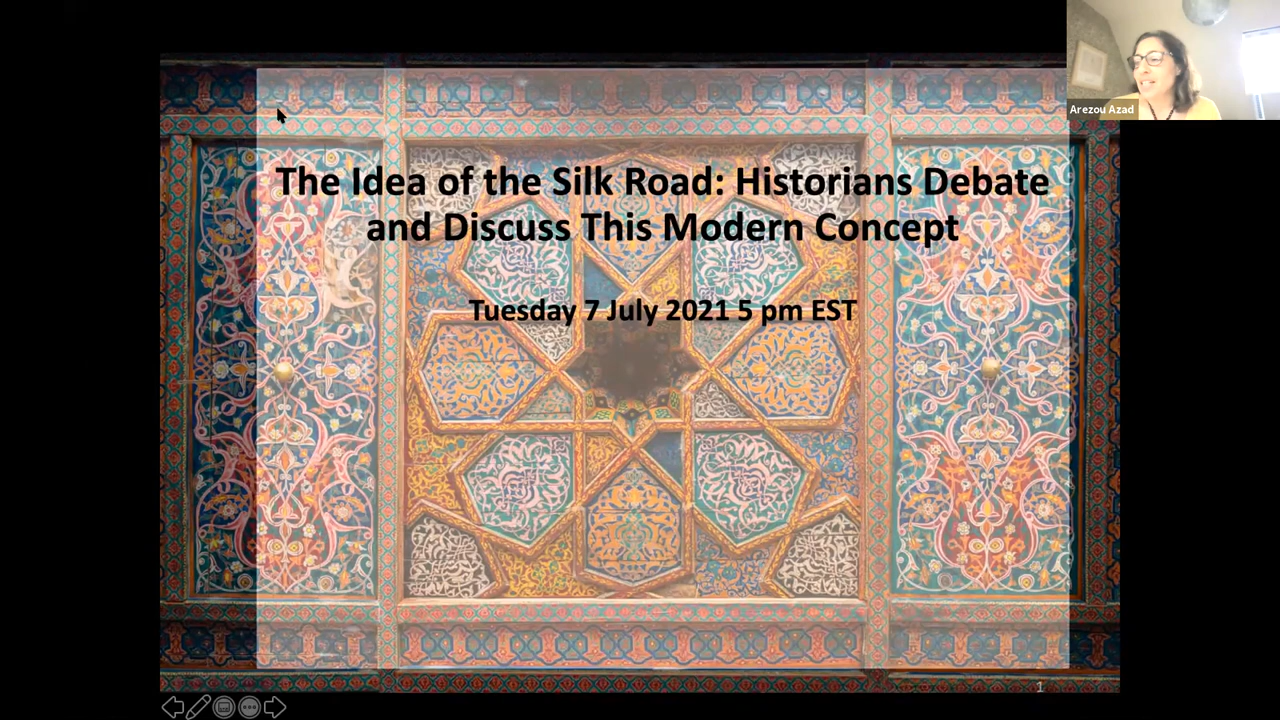 Arezou Azad
The Idea of the Silk Road: Historians Debate
and Discuss This Modern Concept
Tuesday 7 July 2021 5 pm EST
1